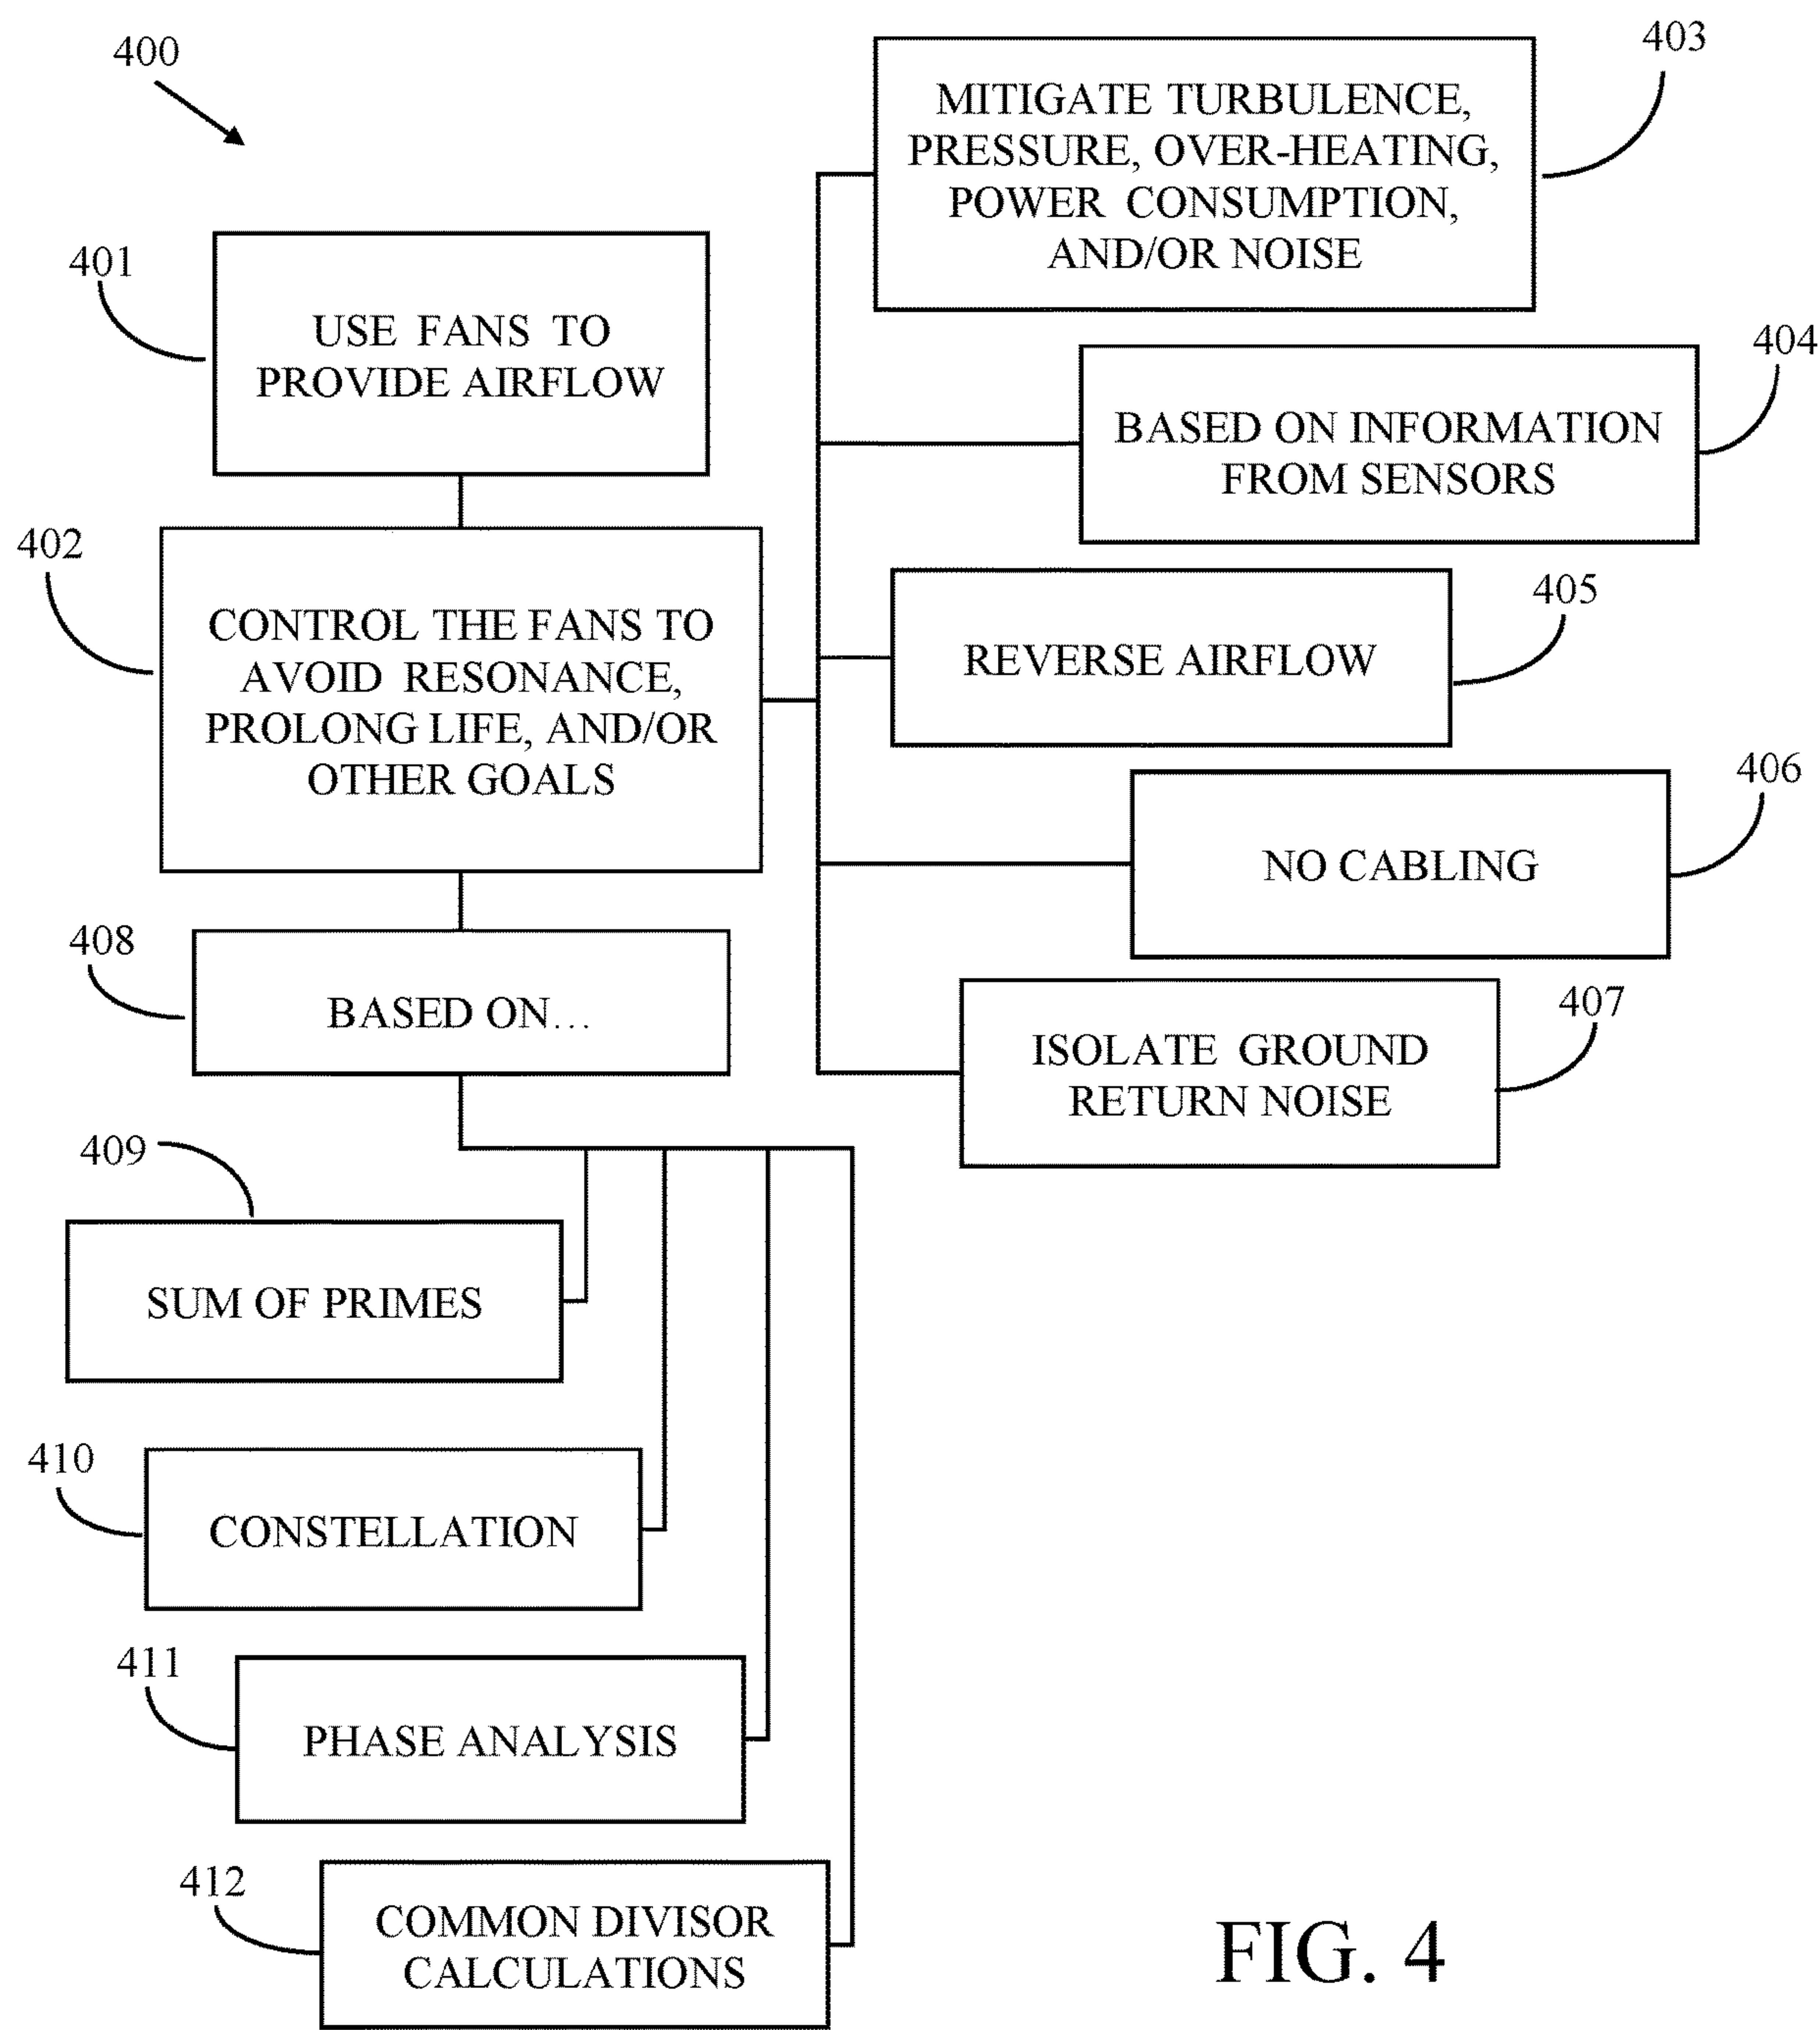 400
403
MITIGATE TURBULENCE,
PRESSURE, OVER-HEATING,
POWER CONSUMPTION,
AND/OR NOISE
401
USE FANS TO
PROVIDE AIRFLOW
404
BASED ON INFORMATION
FROM SENSORS
402
CONTROL THE FANS TO
AVOID RESONANCE,
PROLONG LIFE, AND/OR
OTHER GOALS
405
REVERSE AIRFLOW
406
NO CABLING
408
BASED ON...
407
ISOLATE GROUND
RETURN NOISE
409
SUM OF PRIMES
410
CONSTELLATION
411
PHASE ANALYSIS
412
COMMON DIVISOR
CALCULATIONS
FIG. 4